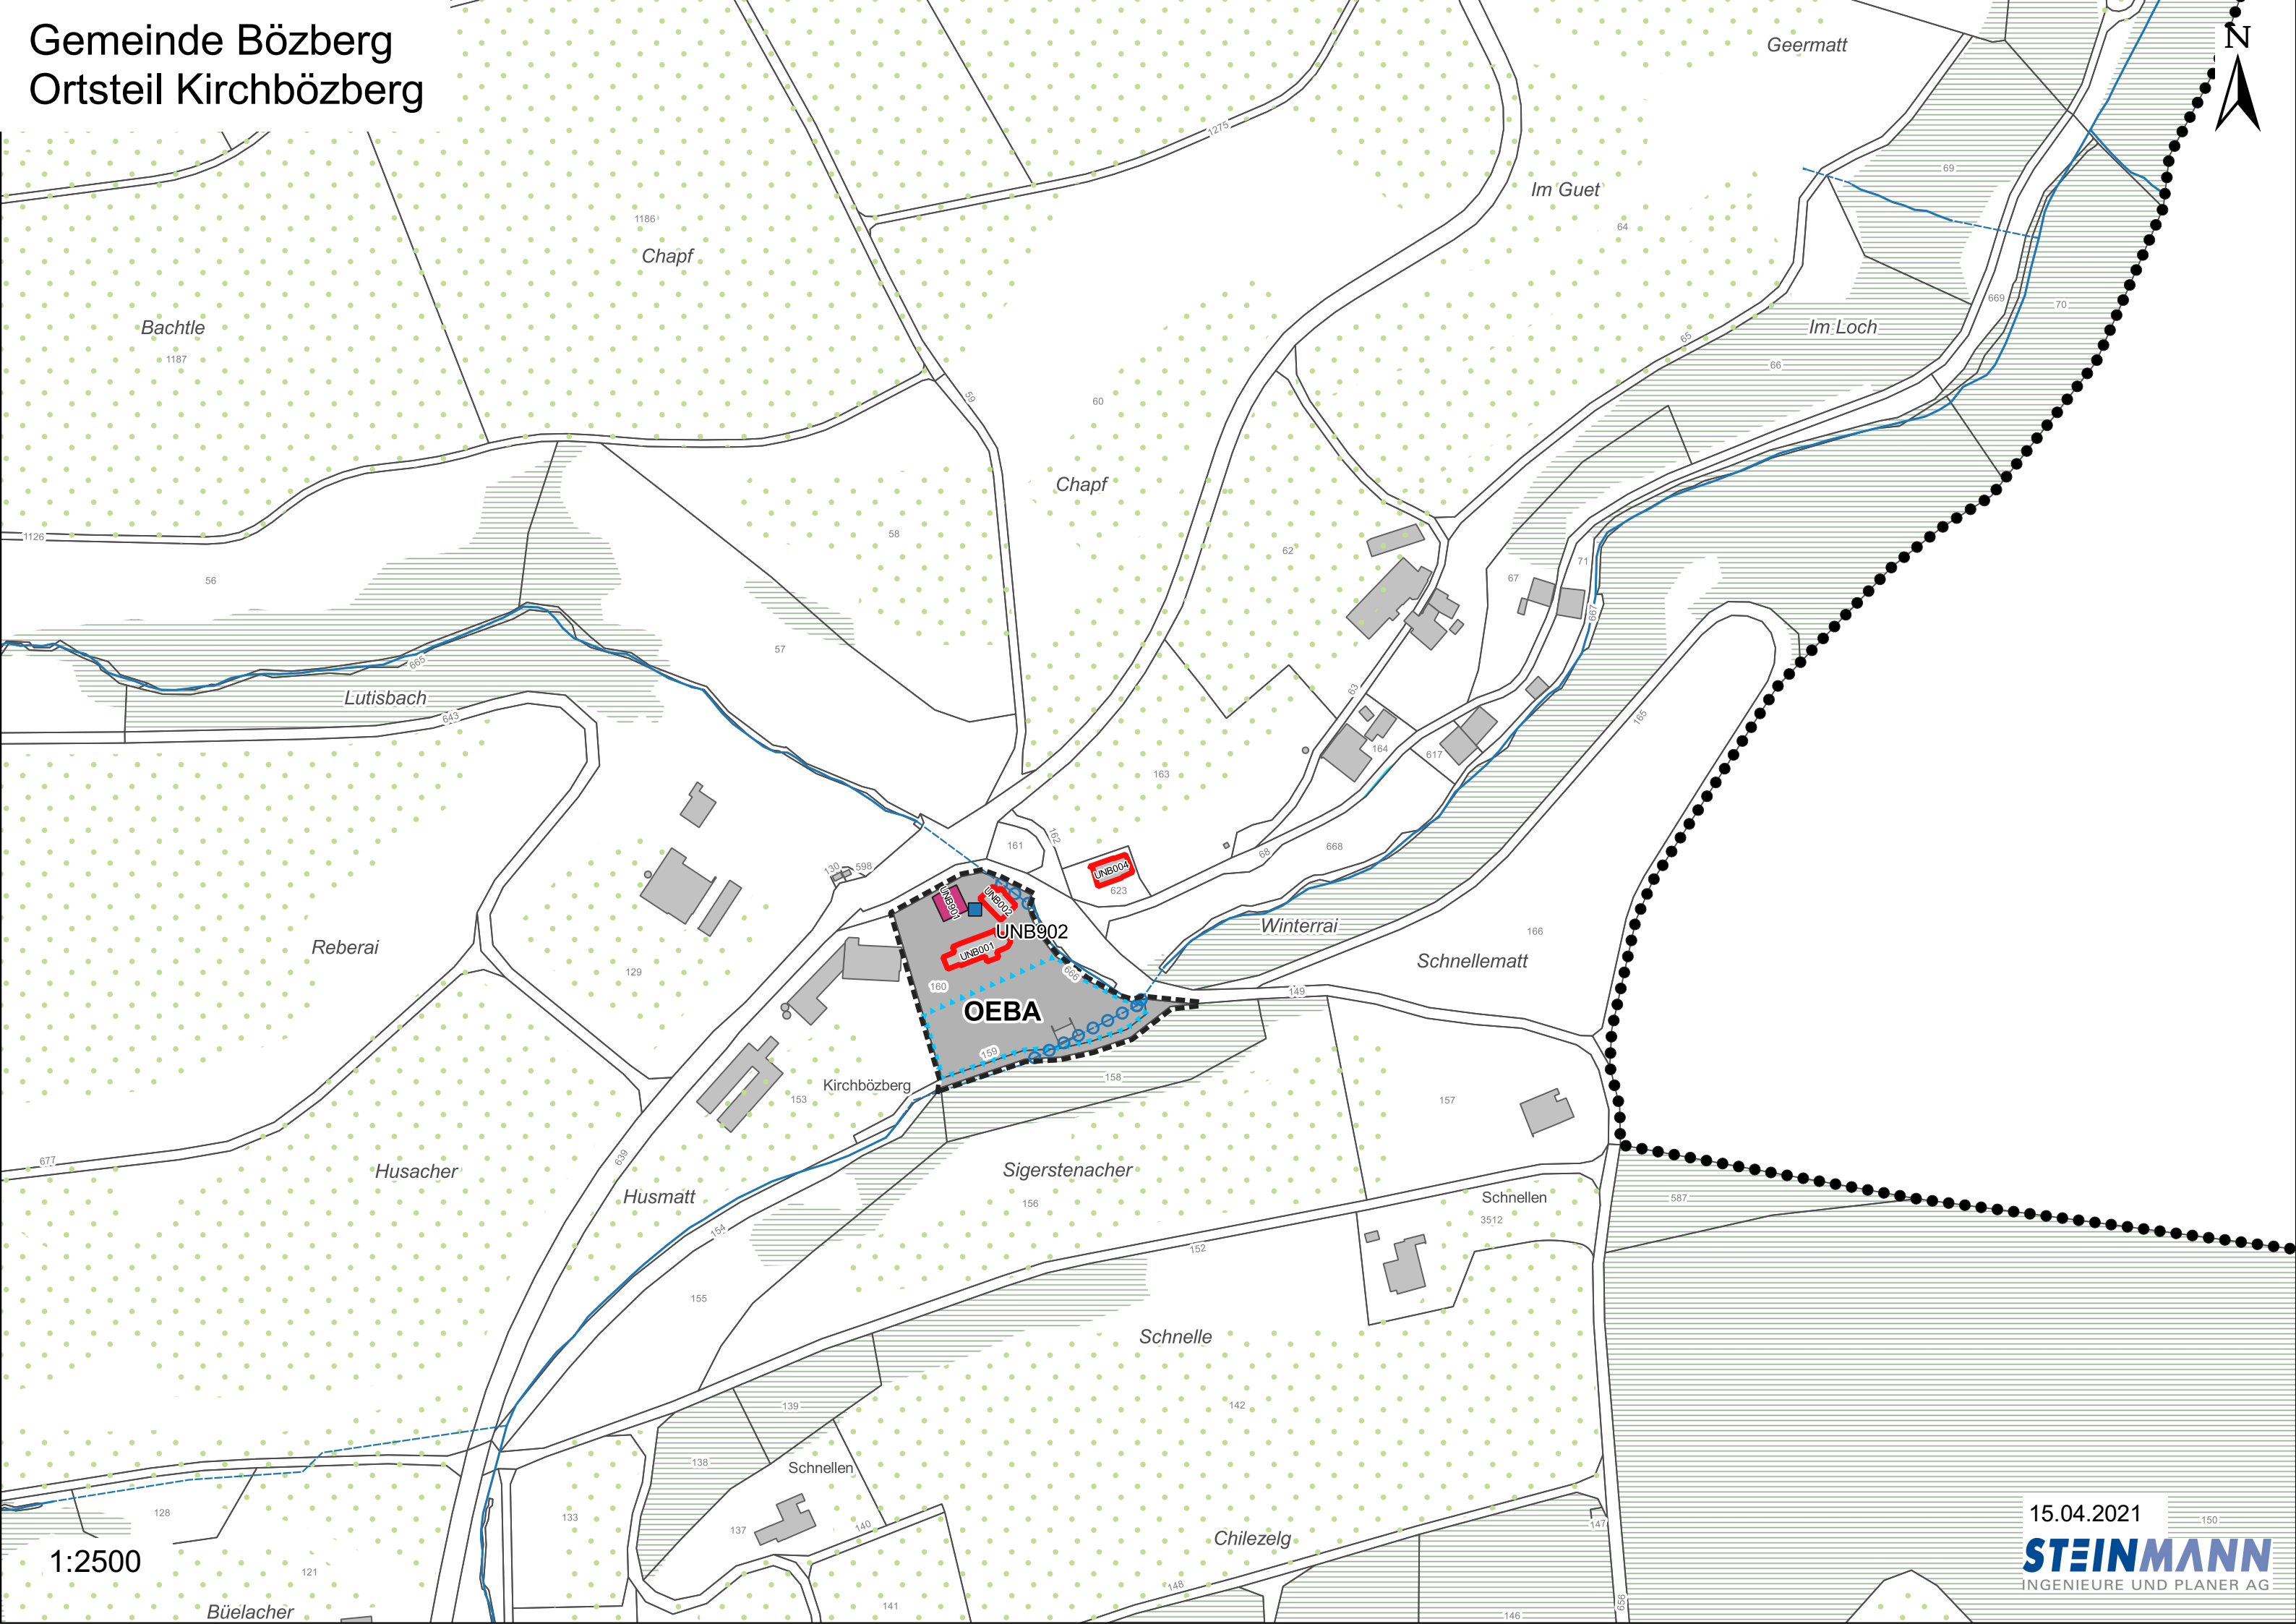 Gemeinde Bözberg
Ortsteil Kirchbözberg
N
Geermatt
1275
69
Im Guet
1186
64
Chapf
669
70
Im Loch
Bachtle
65
1187
66
59
60
Chapf
1126
58
62
71
56
67
667
57
665
63
Lutisbach
643
165
164
617
163
161
162
668
68
130
598
UNB004
623
UNB901
UNB002
Winterrai
UNB902
166
Reberai
UNB001
Schnellematt
129
666
160
149
OEBA
159
158
Kirchbözberg
153
157
639
677
Husacher
Sigerstenacher
Husmatt
Schnellen
587
156
3512
154
152
155
Schnelle
139
142
138
Schnellen
128
133
137
140
Chilezelg
147
15.04.2021
150
1:2500
STEINMANN
INGENIEURE UND PLANER AG
121
148
141
656
Büelacher
146